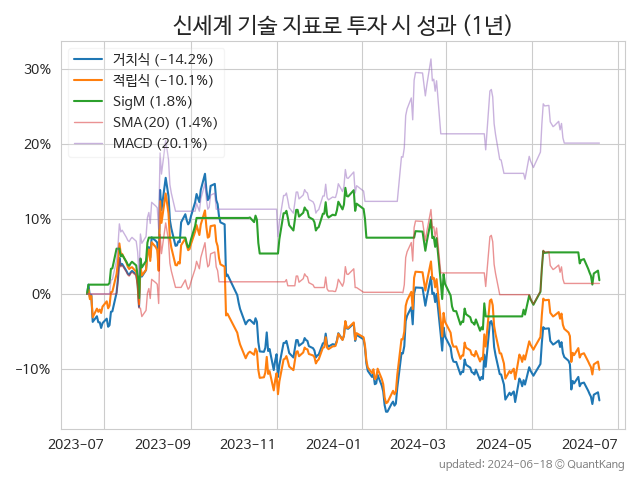 신세계 기술 지표로 투자 시 성과 (1년)
거치식 (−14.2%)
적립식 (−10.1%)
SigM (1.8%)
SMA(20) (1.4%)
MACD (20.1%)
30%
20%
10%
0%
−10%
2023-07 2023-09 2023-11 2024-01 2024-03 2024-05 2024-07
updated: 2024-06-18 ⓒ QuantKang